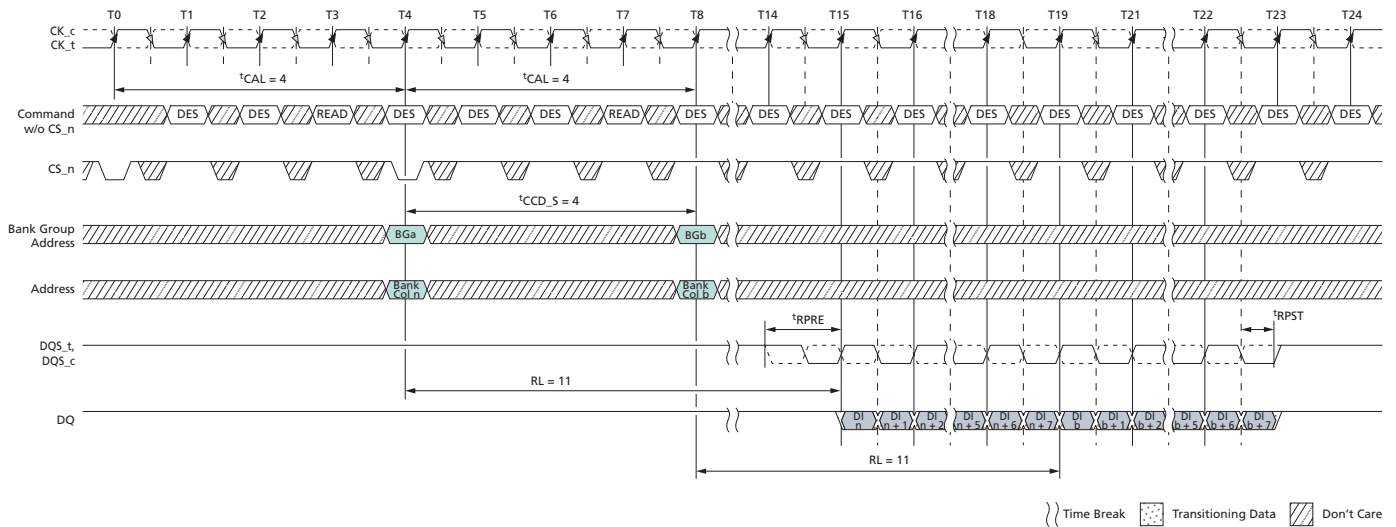 T0 T1 T2 T3 T4 T5 T6 T7 T8 T14 T15 T16 T18 T19 T21 T22 T23 T24
CK_c
CK_t
tCAL = 4 tCAL = 4
Command
w/o CS_n
DES DES READ DES DES DES READ DES DES DES DES DES DES DES DES DES DES
CS_n
tCCD_S = 4
Bank Group
Address
BGa BGb
Address
Bank
Col n
Bank
Col b
tRPRE tRPST
DQS_t,
DQS_c
RL = 11
DQ
DI
n
DI
n + 1
DI
n + 2
DI
n + 5
DI
n + 6
DI
n + 7
DI
b
DI
b + 1
DI
b + 2
DI
b + 5
DI
b + 6
DI
b + 7
RL = 11
Time Break Transitioning Data Don't Care